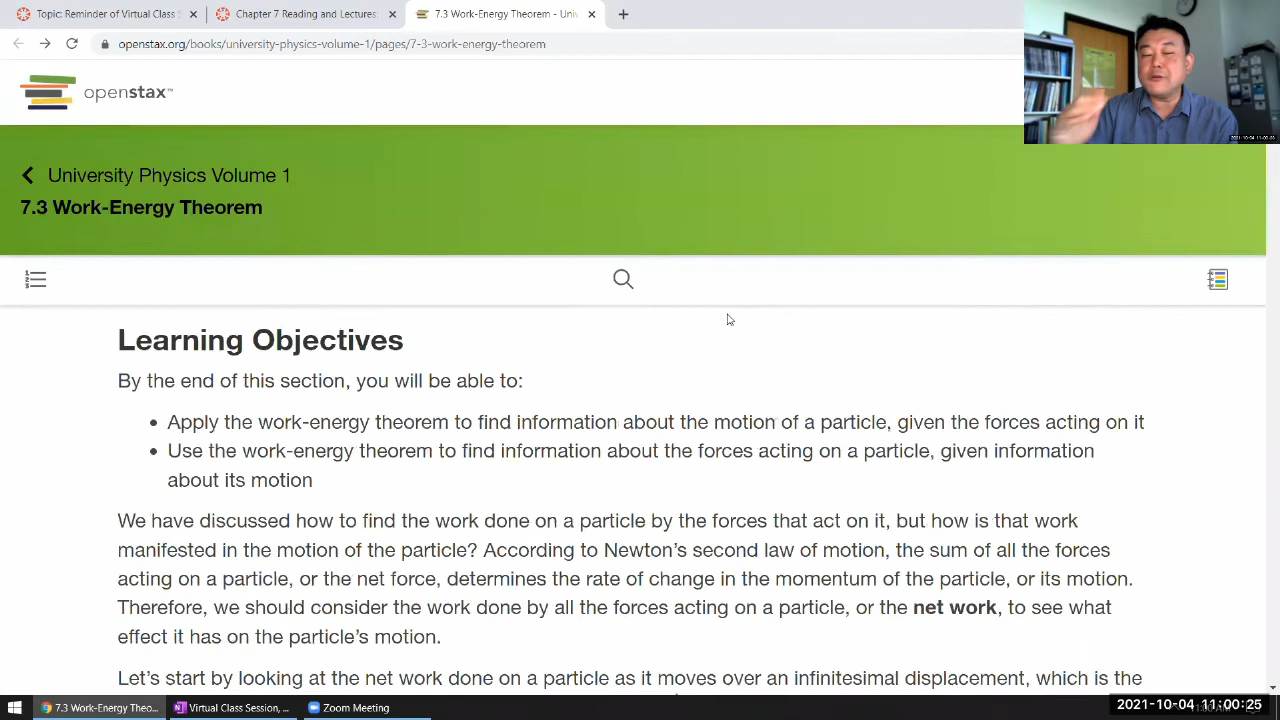 Topic: Reminder of Virtual Class S
Chapter 7 Reading and Lectures:
7.3 Work-Energy Theorem - Univ
openstax.org/books/university-physics-volume-1/pages/7-3-work-energy-theorem
openstax™
University Physics Volume 1
7.3 Work-Energy Theorem
Learning Objectives
By the end of this section, you will be able to:
• Apply the work-energy theorem to find information about the motion of a particle, given the forces acting on it
• Use the work-energy theorem to find information about the forces acting on a particle, given information
about its motion
We have discussed how to find the work done on a particle by the forces that act on it, but how is that work
manifested in the motion of the particle? According to Newton’s second law of motion, the sum of all the forces
acting on a particle, or the net force, determines the rate of change in the momentum of the particle, or its motion.
Therefore, we should consider the work done by all the forces acting on a particle, or the net work, to see what
effect it has on the particle’s motion.
Let’s start by looking at the net work done on a particle as it moves over an infinitesimal displacement, which is the
7.3 Work-Energy Theo...
Virtual Class Session, ...
Zoom Meeting
2021-10-04 11:00:25